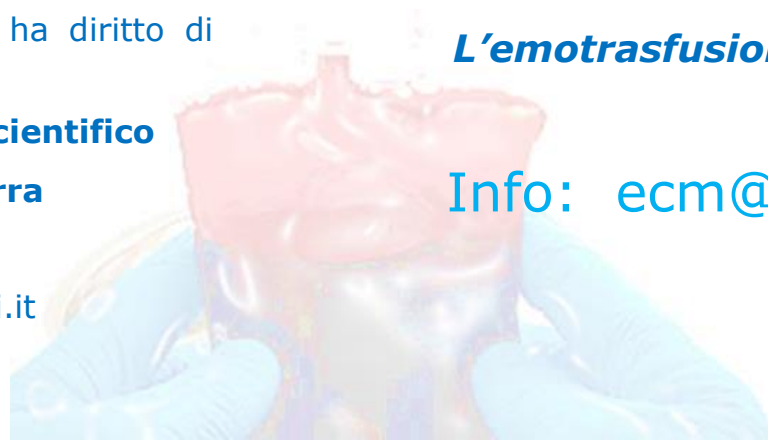 ha diritto di
cientifico
rra
i.it
L'emotrasfusion
Info: ecm@